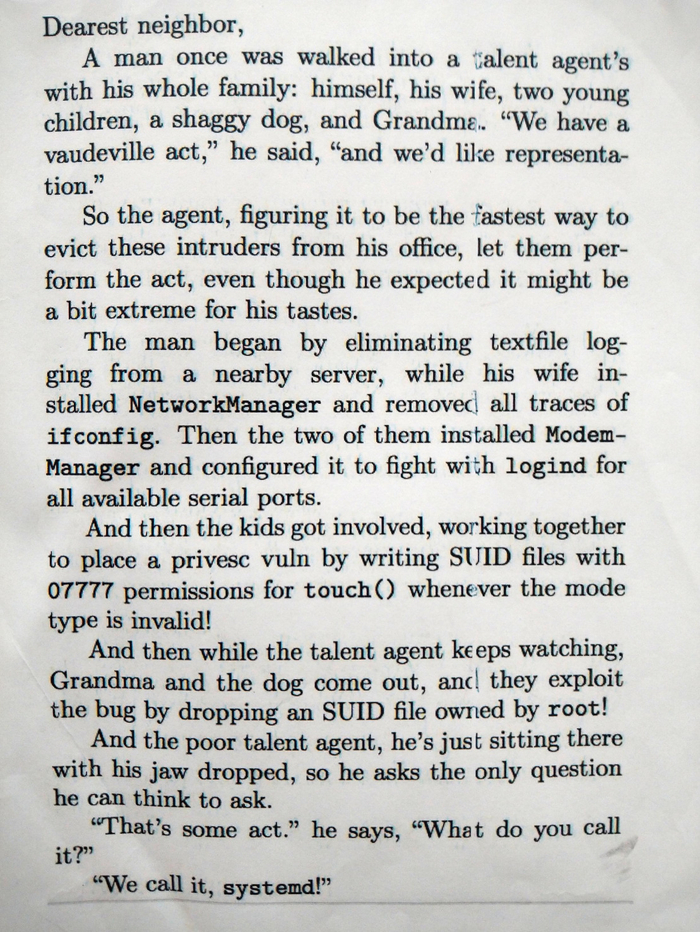 Dearest neighbor,
A man once was walked into a talent agent's
with his whole family: himself, his wife, two young
children, a shaggy dog, and Grandma. “We have a
vaudeville act,” he said, “and we'd like representa-
tion.”
So the agent, figuring it to be the fastest way to
evict these intruders from his office, let them per-
form the act, even though he expected it might be
a bit extreme for his tastes.
The man began by eliminating textfile log-
ging from a nearby server, while his wife in-
stalled NetworkManager and removed all traces of
ifconfig. Then the two of them installed Modem-
Manager and configured it to fight with logind for
all available serial ports.
And then the kids got involved, working together
to place a privesc vuln by writing SUID files with
07777 permissions for touch() whenever the mode
type is invalid!
And then while the talent agent keeps watching,
Grandma and the dog come out, and they exploit
the bug by dropping an SUID file owned by root!
And the poor talent agent, he's just sitting there
with his jaw dropped, so he asks the only question
he can think to ask.
“That's some act.” he says, “What do you call
it?”
“We call it, systemd!”